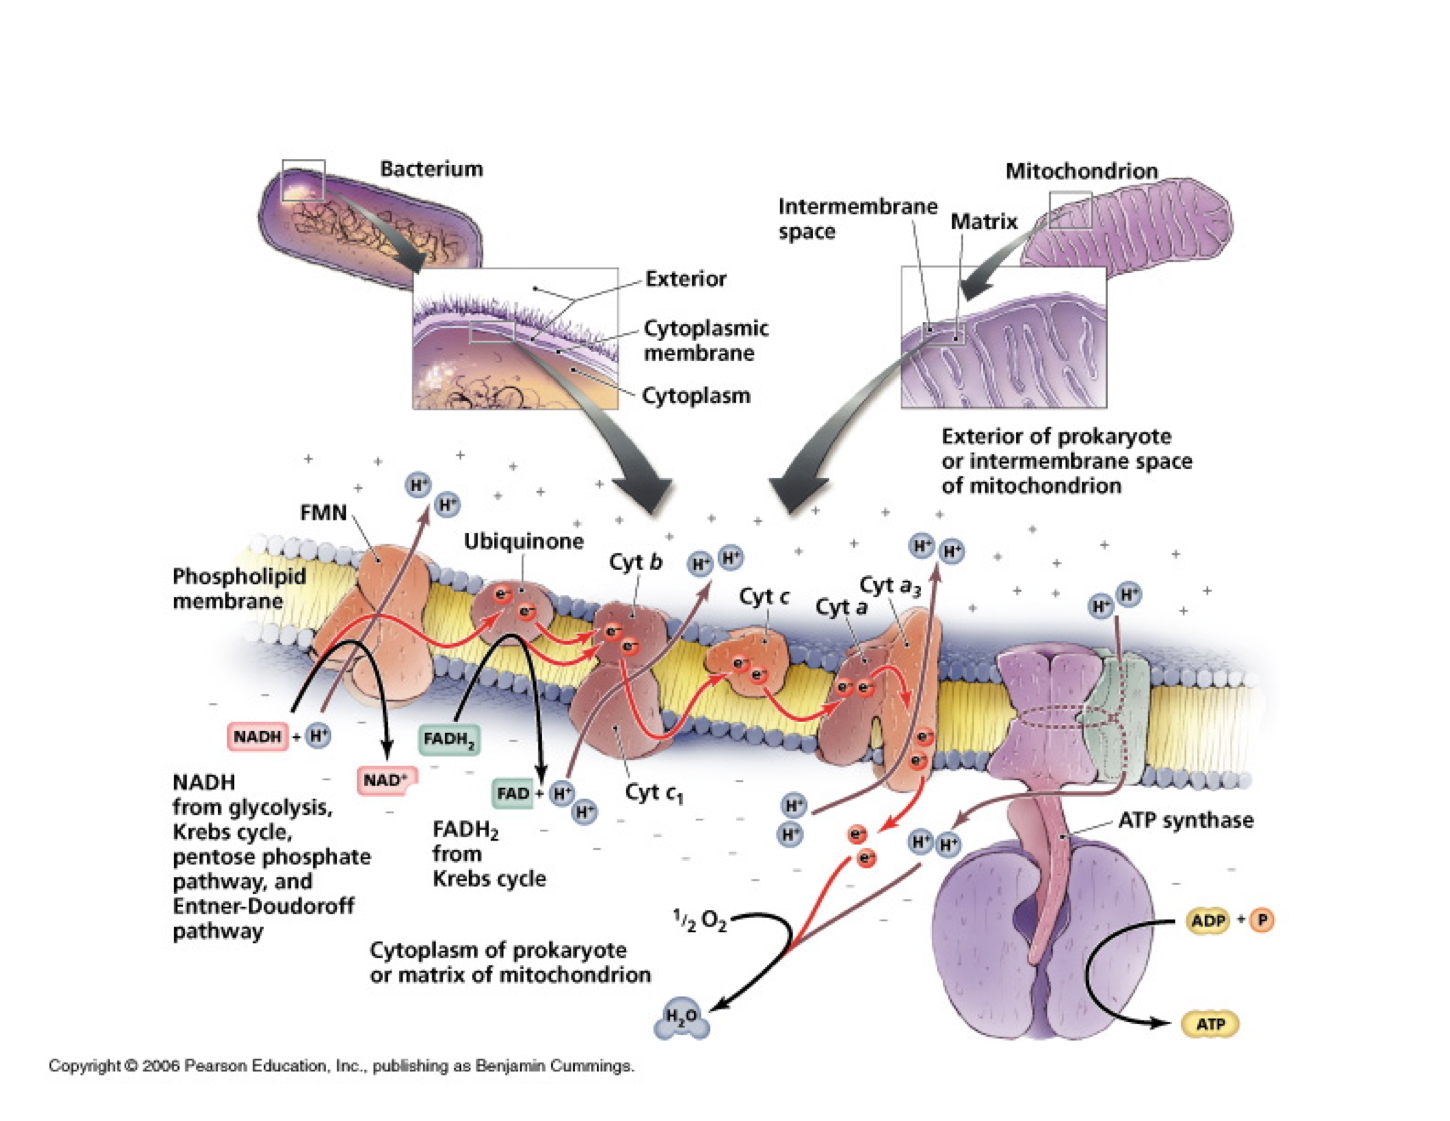 Bacterium
Mitochondrion
Intermembrane
space
Matrix
Exterior
Cytoplasmic
membrane
Cytoplasm
Exterior of prokaryote
or intermembrane space
of mitochondrion
H⁺
H⁺
FMN
Ubiquinone
Cyt b
H⁺ H⁺
Cyt c
Cyt a
Cyt a₃
H⁺ H⁺
H⁺ H⁺
Phospholipid
membrane
e⁻
e⁻
e⁻
e⁻
e⁻
e⁻
e⁻ e⁻
e⁻
e⁻
NADH + H⁺
NAD⁺
FADH₂
FAD + H⁺
H⁺
Cyt c₁
H⁺
H⁺
e⁻
e⁻
H⁺ H⁺
ATP synthase
NADH
from glycolysis,
Krebs cycle,
pentose phosphate
pathway, and
Entner-Doudoroff
pathway
FADH₂
from
Krebs cycle
1/2 O₂
ADP + P
Cytoplasm of prokaryote
or matrix of mitochondrion
H₂O
ATP
Copyright © 2006 Pearson Education, Inc., publishing as Benjamin Cummings.